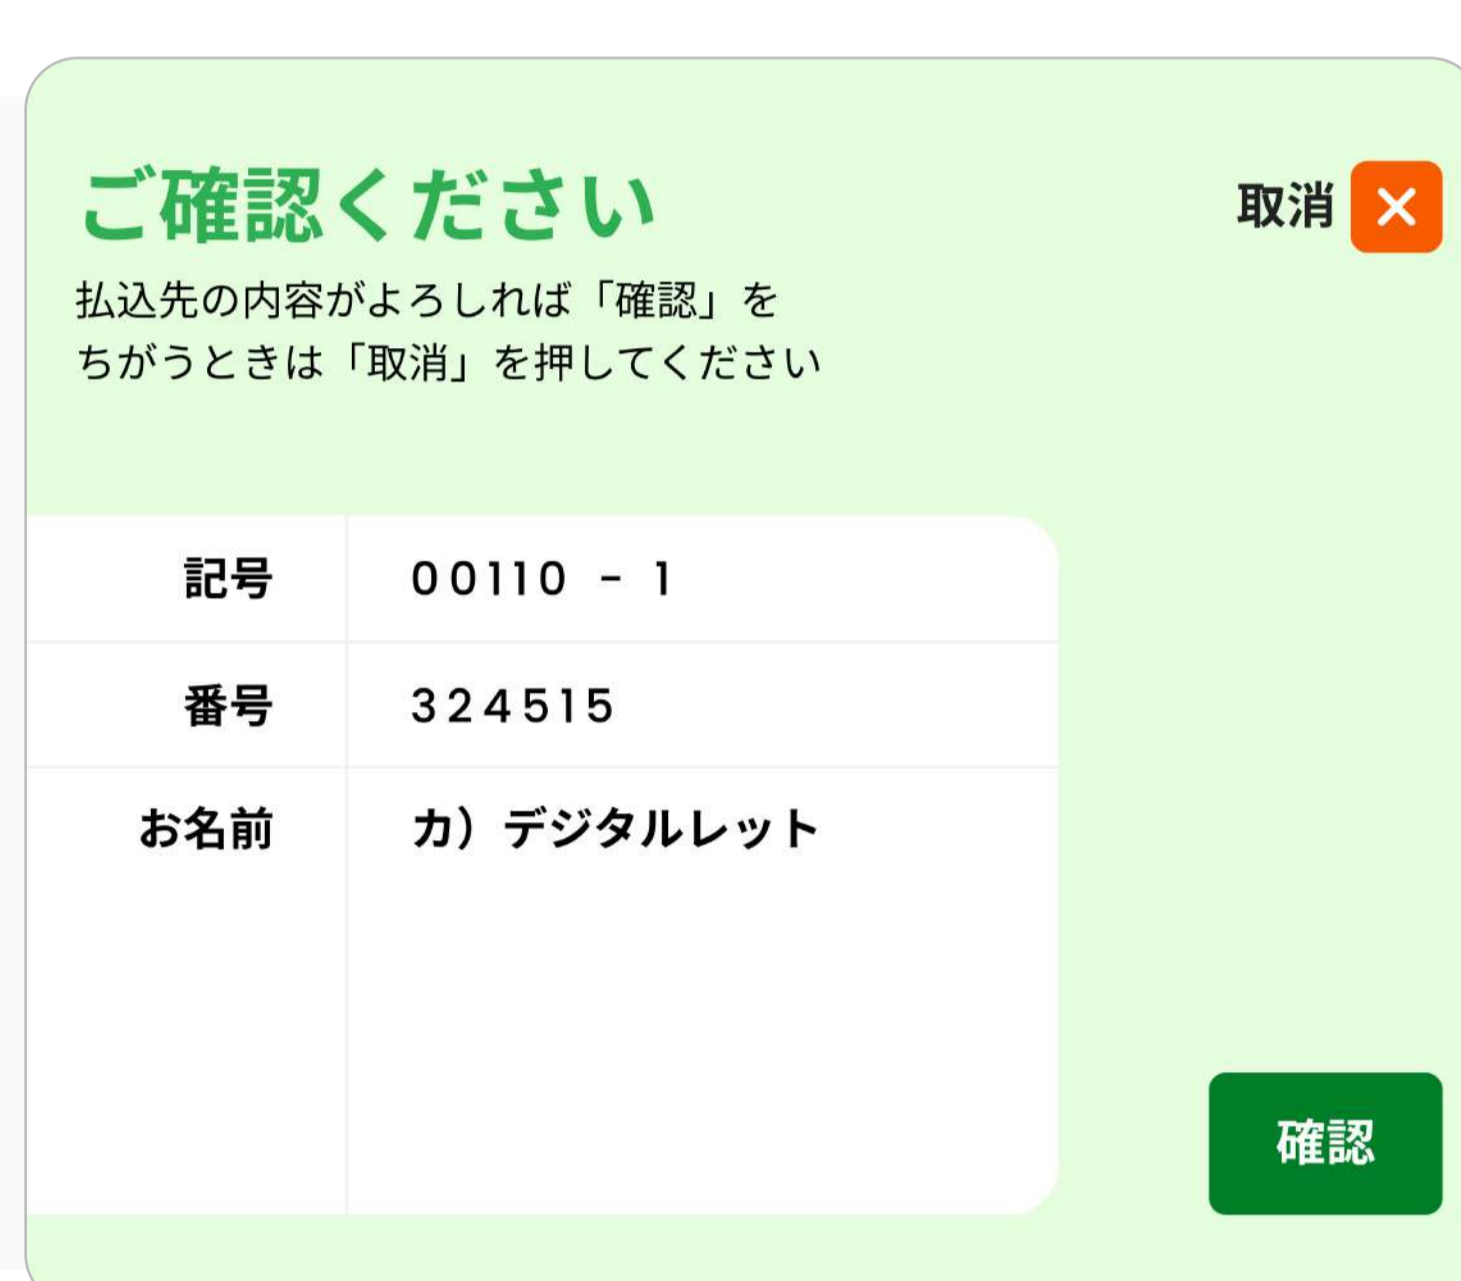 ご確認ください
取消
払込先の内容がよろしれば「確認」を
ちがうときは「取消」を押してください
記号 00110 - 1
番号 324515
お名前 カ）デジタルレット
確認